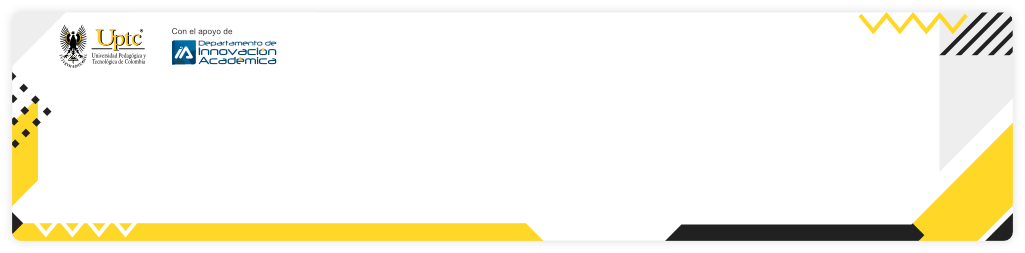 Uptc
Universidad Pedagógica y
Tecnológica de Colombia
Con el apoyo de
Departamento de
Innovación
Académica